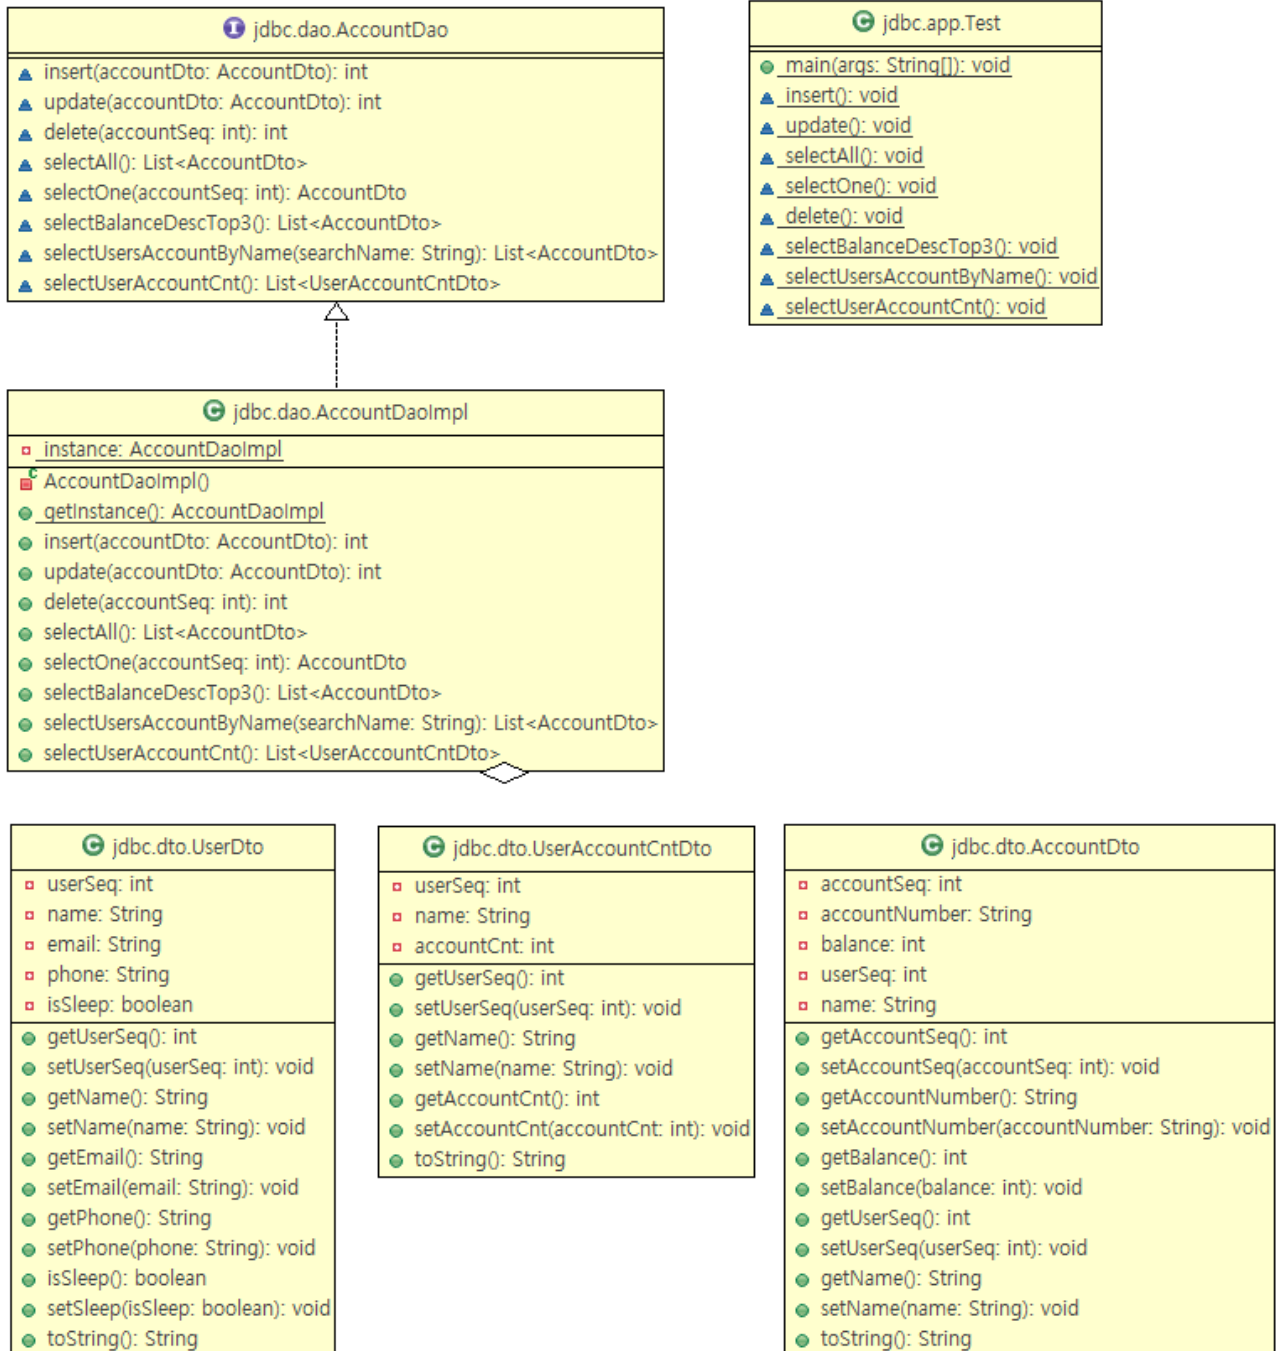 jdbc.dao.AccountDao
insert(accountDto: AccountDto): int
update(accountDto: AccountDto): int
delete(accountSeq: int): int
selectAll(): List<AccountDto>
selectOne(accountSeq: int): AccountDto
selectBalanceDescTop3(): List<AccountDto>
selectUsersAccountByName(searchName: String): List<AccountDto>
selectUserAccountCnt(): List<UserAccountCntDto>
jdbc.app.Test
main(args: String[]): void
insert(): void
update(): void
selectAll(): void
selectOne(): void
delete(): void
selectBalanceDescTop3(): void
selectUsersAccountByName(): void
selectUserAccountCnt(): void
jdbc.dao.AccountDaoImpl
instance: AccountDaoImpl
AccountDaoImpl()
getInstance(): AccountDaoImpl
insert(accountDto: AccountDto): int
update(accountDto: AccountDto): int
delete(accountSeq: int): int
selectAll(): List<AccountDto>
selectOne(accountSeq: int): AccountDto
selectBalanceDescTop3(): List<AccountDto>
selectUsersAccountByName(searchName: String): List<AccountDto>
selectUserAccountCnt(): List<UserAccountCntDto>
jdbc.dto.UserDto
userSeq: int
name: String
email: String
phone: String
isSleep: boolean
getUserSeq(): int
setUserSeq(userSeq: int): void
getName(): String
setName(name: String): void
getEmail(): String
setEmail(email: String): void
getPhone(): String
setPhone(phone: String): void
isSleep(): boolean
setSleep(isSleep: boolean): void
toString(): String
jdbc.dto.UserAccountCntDto
userSeq: int
name: String
accountCnt: int
getUserSeq(): int
setUserSeq(userSeq: int): void
getName(): String
setName(name: String): void
getAccountCnt(): int
setAccountCnt(accountCnt: int): void
toString(): String
jdbc.dto.AccountDto
accountSeq: int
accountNumber: String
balance: int
userSeq: int
name: String
getAccountSeq(): int
setAccountSeq(accountSeq: int): void
getAccountNumber(): String
setAccountNumber(accountNumber: String): void
getBalance(): int
setBalance(balance: int): void
getUserSeq(): int
setUserSeq(userSeq: int): void
getName(): String
setName(name: String): void
toString(): String